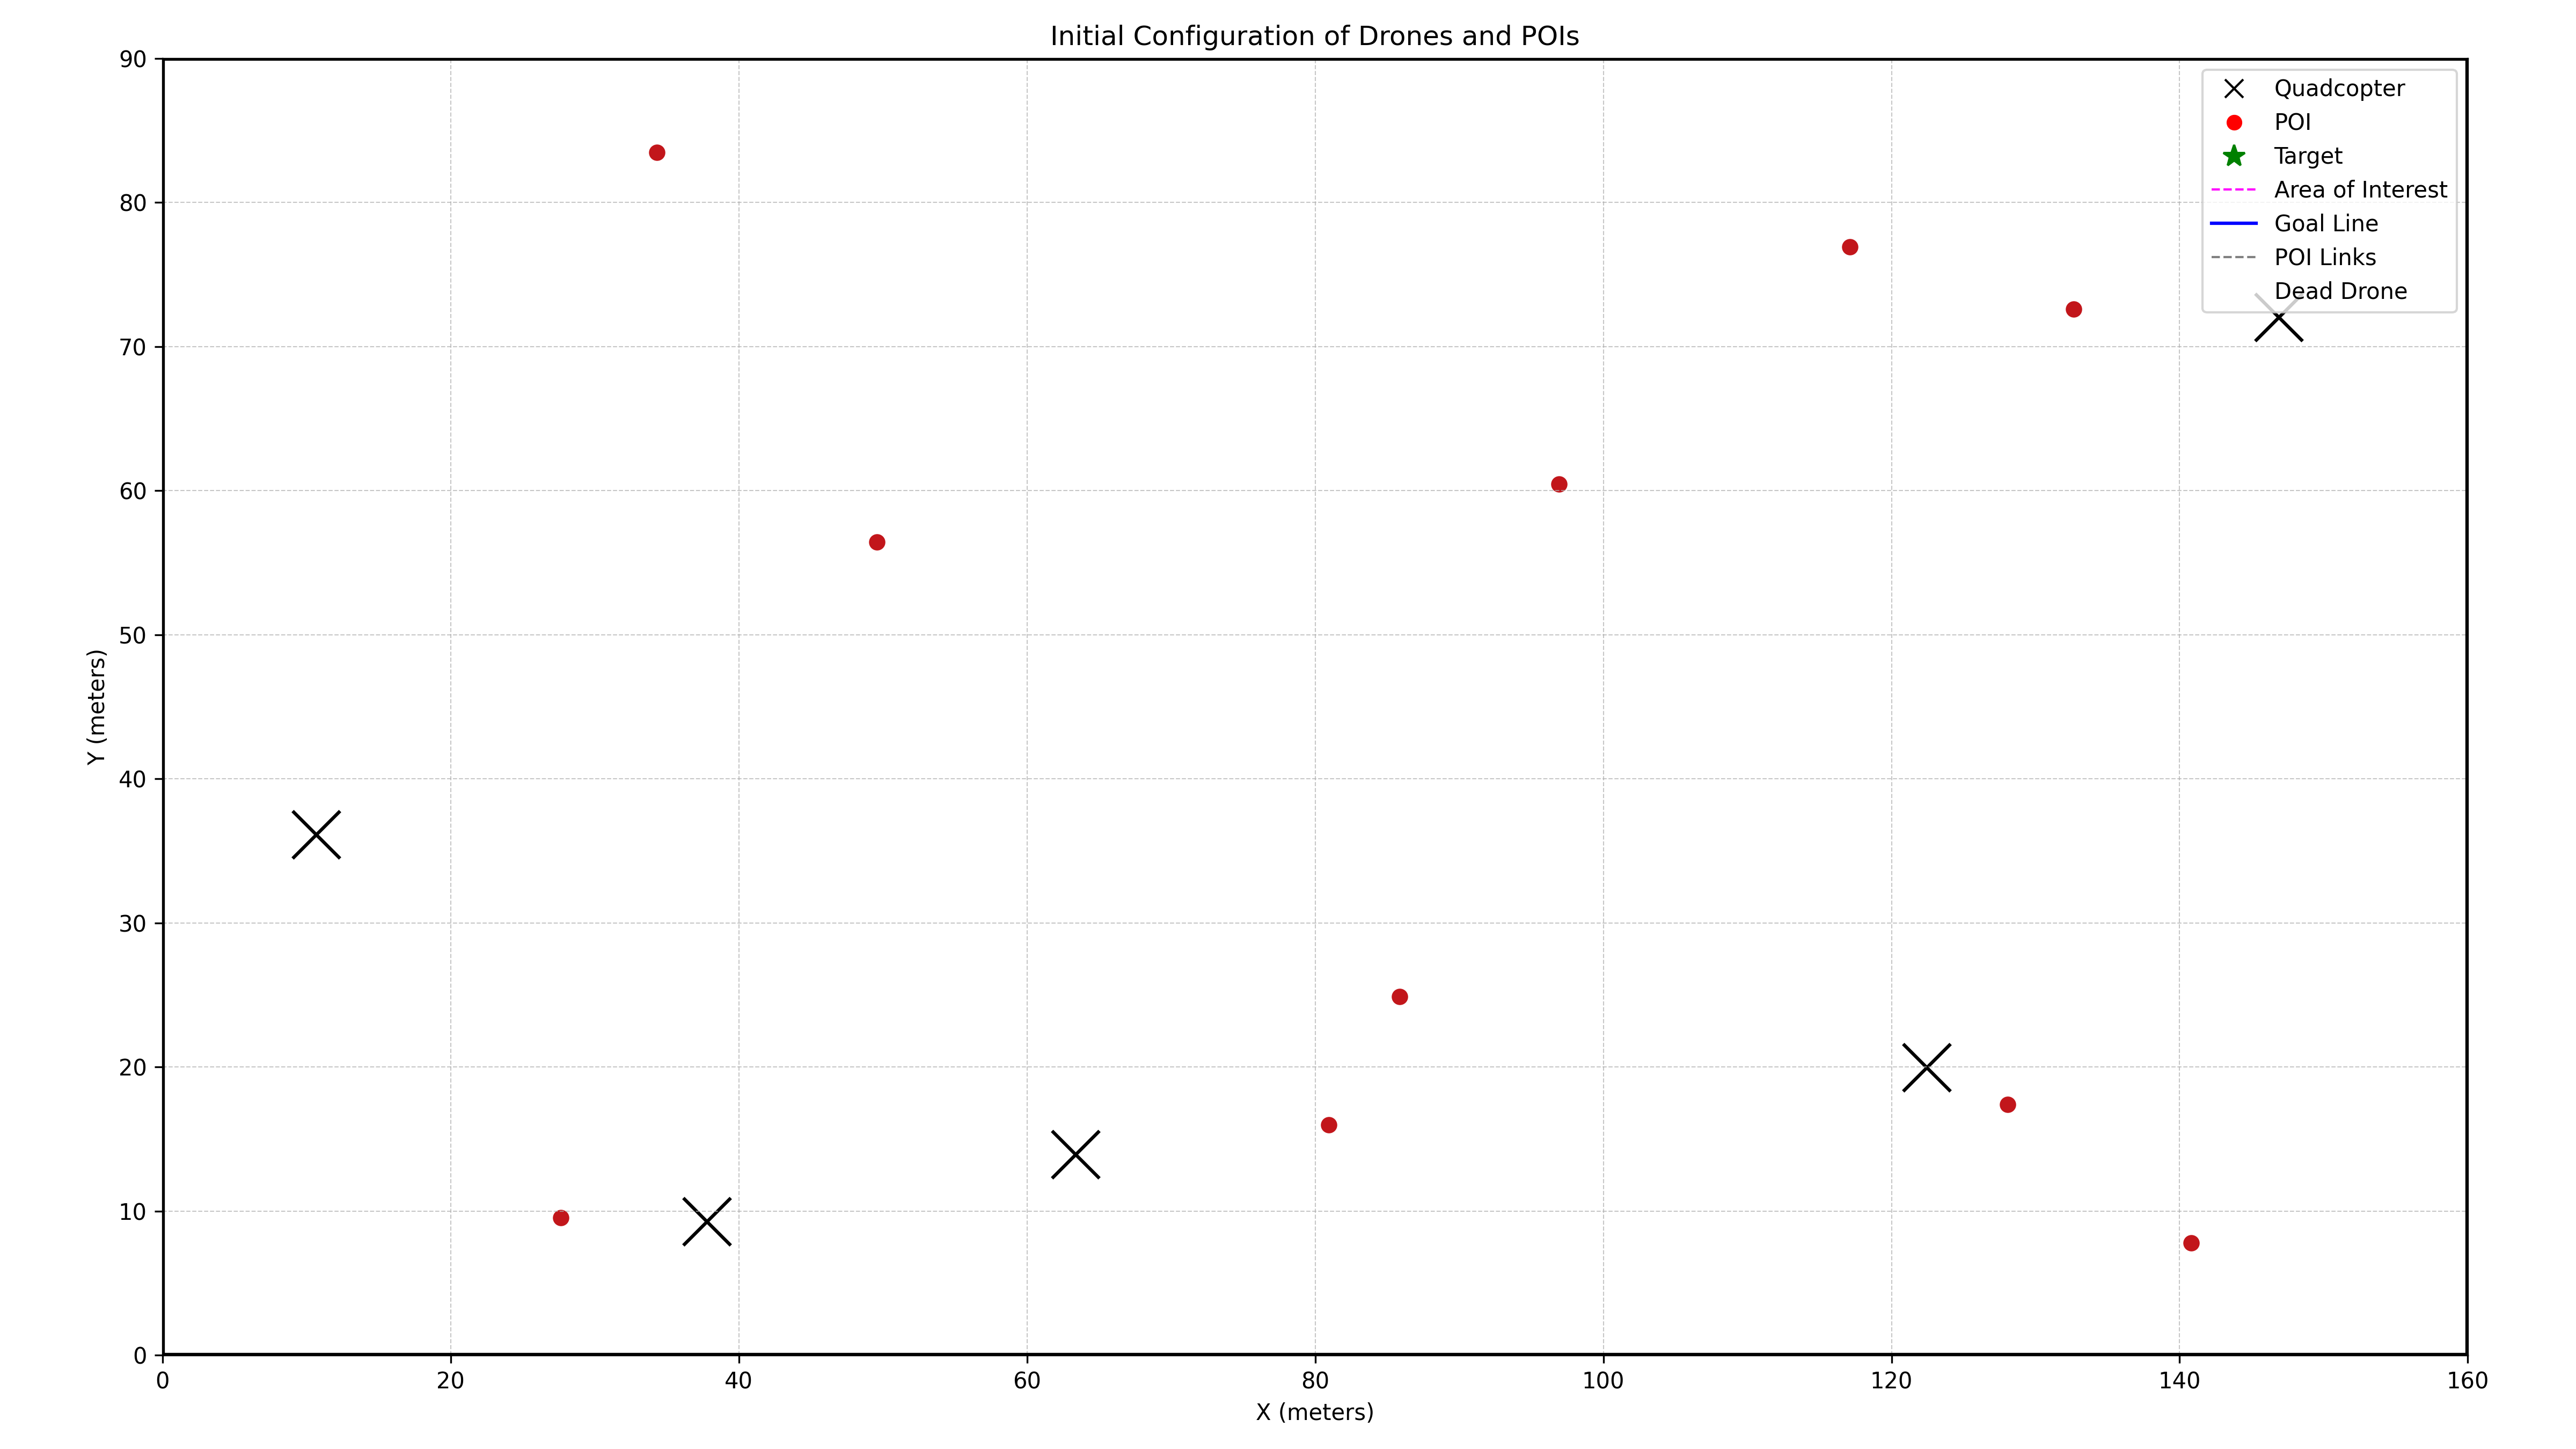 Initial Configuration of Drones and POIs
Quadcopter
POI
Target
Area of Interest
Goal Line
POI Links
Dead Drone
90
80
70
60
50
40
30
20
10
0
Y (meters)
0 20 40 60 80 100 120 140 160
X (meters)